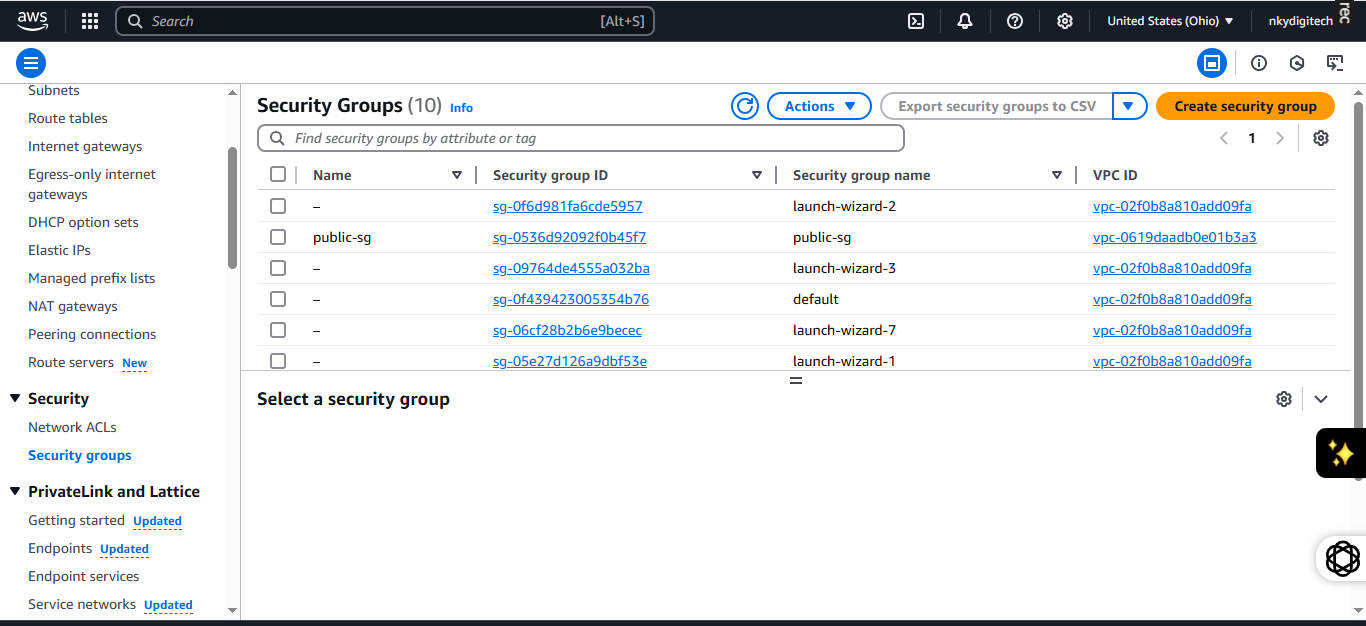 aws Search [Alt+S] United States (Ohio) nkydigitech rec
Subnets
Route tables
Internet gateways
Egress-only internet
gateways
DHCP option sets
Elastic IPs
Managed prefix lists
NAT gateways
Peering connections
Route servers New
Security
Network ACLs
Security groups
PrivateLink and Lattice
Getting started Updated
Endpoints Updated
Endpoint services
Service networks Updated
Security Groups (10) Info Actions Export security groups to CSV Create security group
Find security groups by attribute or tag 1
Name Security group ID Security group name VPC ID
– sg-0f6d981fa6cde5957 launch-wizard-2 vpc-02f0b8a810add09fa
public-sg sg-0536d92092f0b45f7 public-sg vpc-0619daadb0e01b3a3
– sg-09764de4555a032ba launch-wizard-3 vpc-02f0b8a810add09fa
– sg-0f439423005354b76 default vpc-02f0b8a810add09fa
– sg-06cf28b2b6e9becec launch-wizard-7 vpc-02f0b8a810add09fa
– sg-05e27d126a9dbf53e launch-wizard-1 vpc-02f0b8a810add09fa
Select a security group